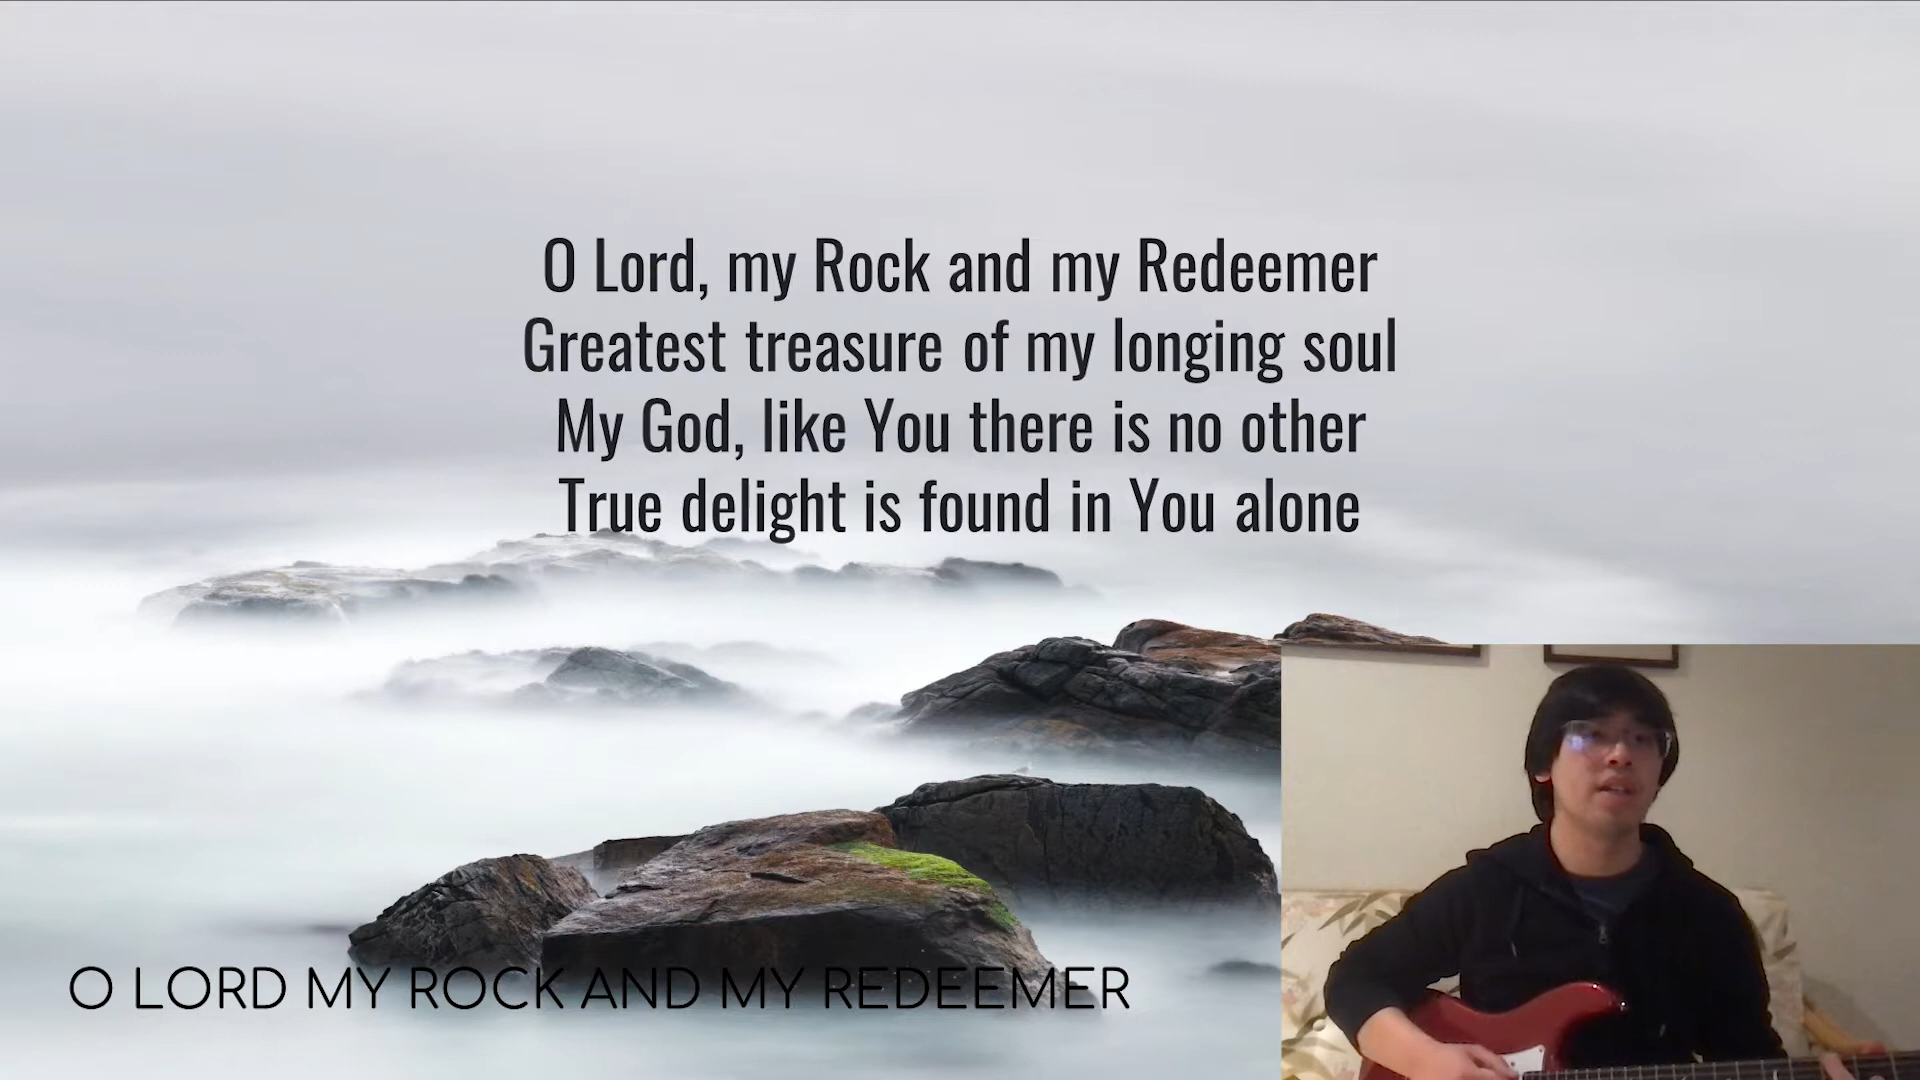 O Lord, my Rock and my Redeemer
Greatest treasure of my longing soul
My God, like You there is no other
True delight is found in You alone
O LORD MY ROCK AND MY REDEEMER